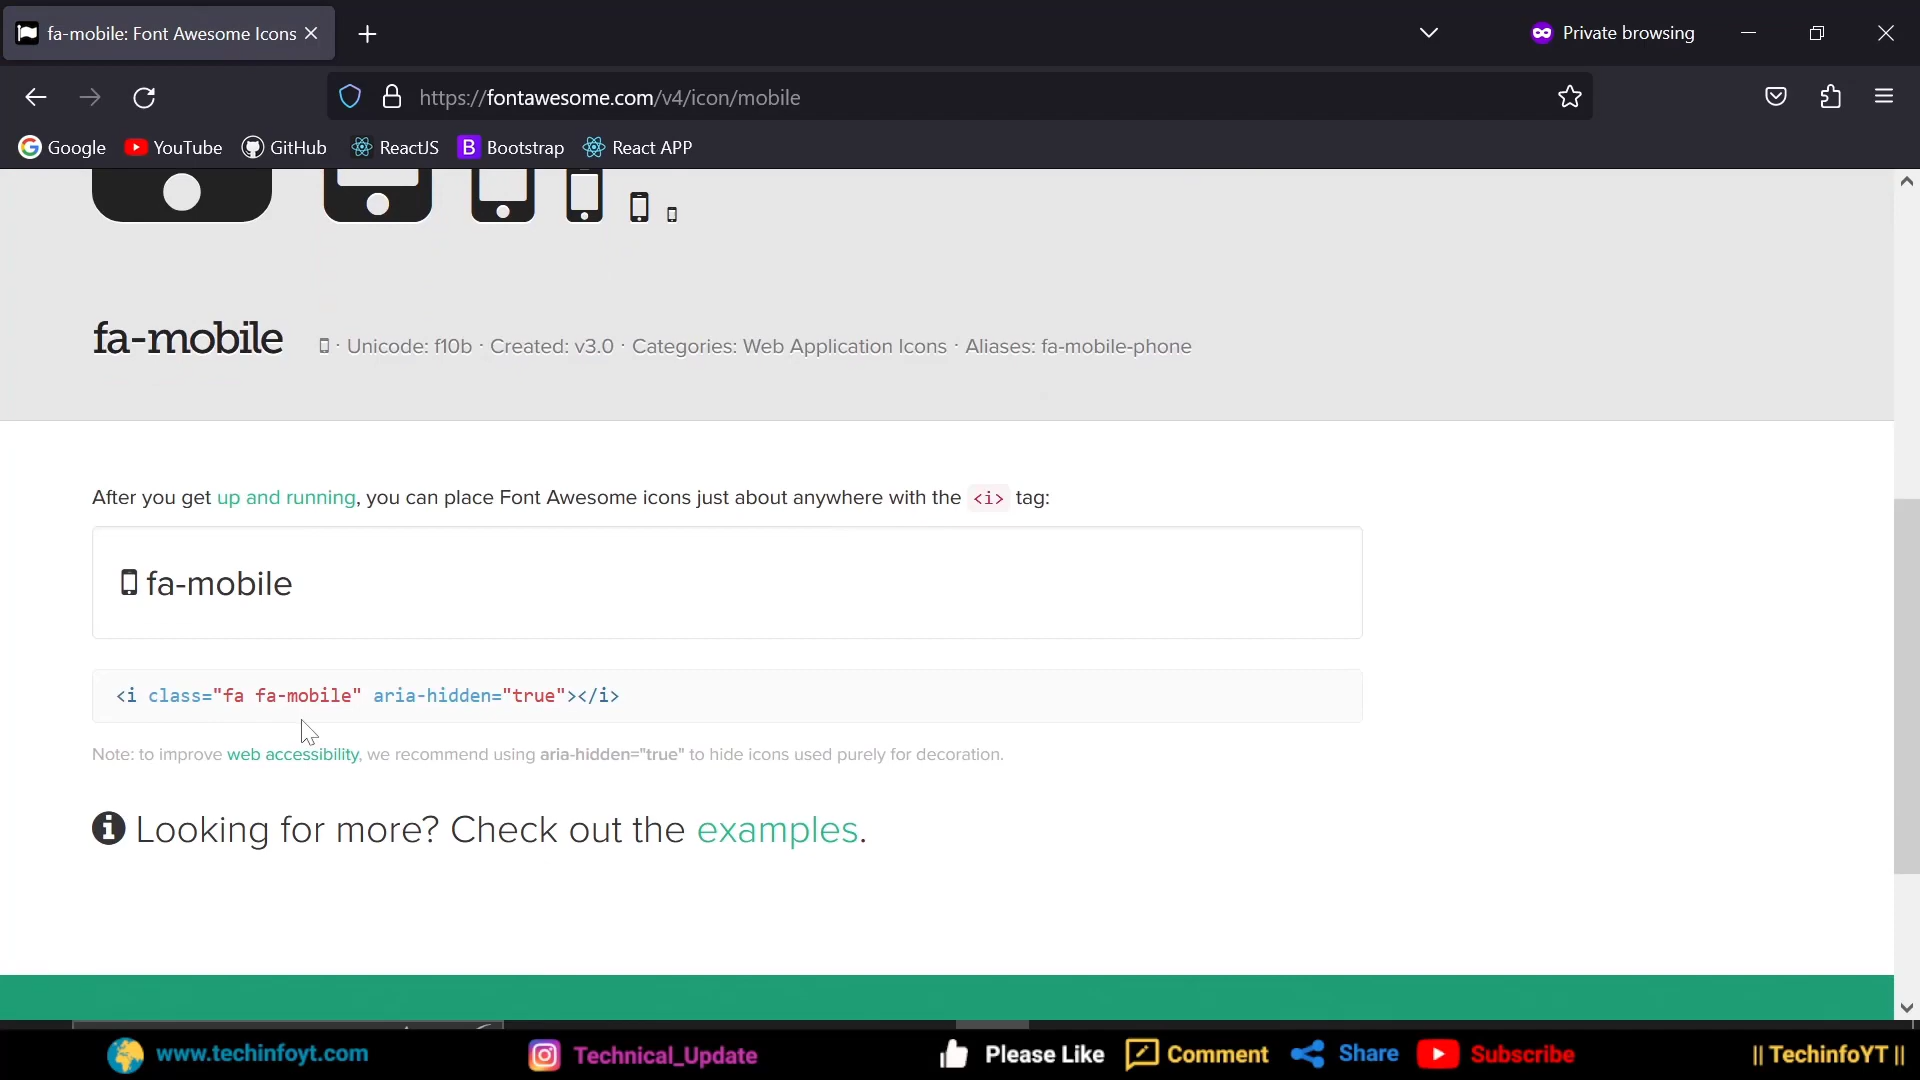 fa-mobile: Font Awesome Icons
Private browsing
https://fontawesome.com/v4/icon/mobile
Google YouTube GitHub ReactJS Bootstrap React APP
fa-mobile · Unicode: f10b · Created: v3.0 · Categories: Web Application Icons · Aliases: fa-mobile-phone
After you get up and running, you can place Font Awesome icons just about anywhere with the <i> tag:
fa-mobile
<i class="fa fa-mobile" aria-hidden="true"></i>
Note: to improve web accessibility, we recommend using aria-hidden="true" to hide icons used purely for decoration.
Looking for more? Check out the examples.
www.techinfoyt.com Technical_Update Please Like Comment Share Subscribe || TechinfoYT ||